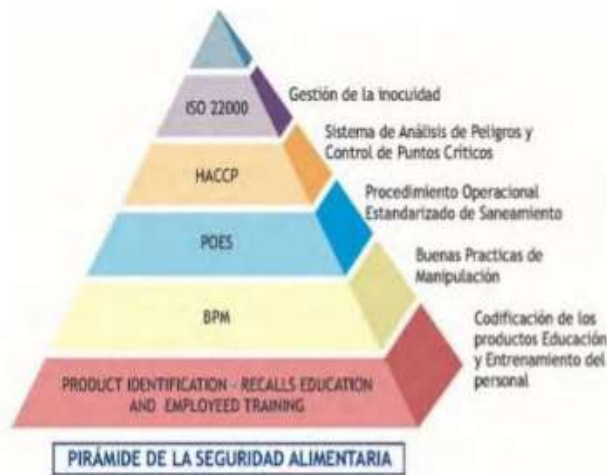 ISO 22000
Gestión de la inocuidad
HACCP
Sistema de Análisis de Peligros y
Control de Puntos Críticos
POES
Procedimiento Operacional
Estandarizado de Saneamiento
BPM
Buenas Practicas de
Manipulación
PRODUCT IDENTIFICATION - RECALLS EDUCATION
AND EMPLOYEED TRAINING
Codificación de los
productos Educación
y Entrenamiento del
personal
PIRÁMIDE DE LA SEGURIDAD ALIMENTARIA